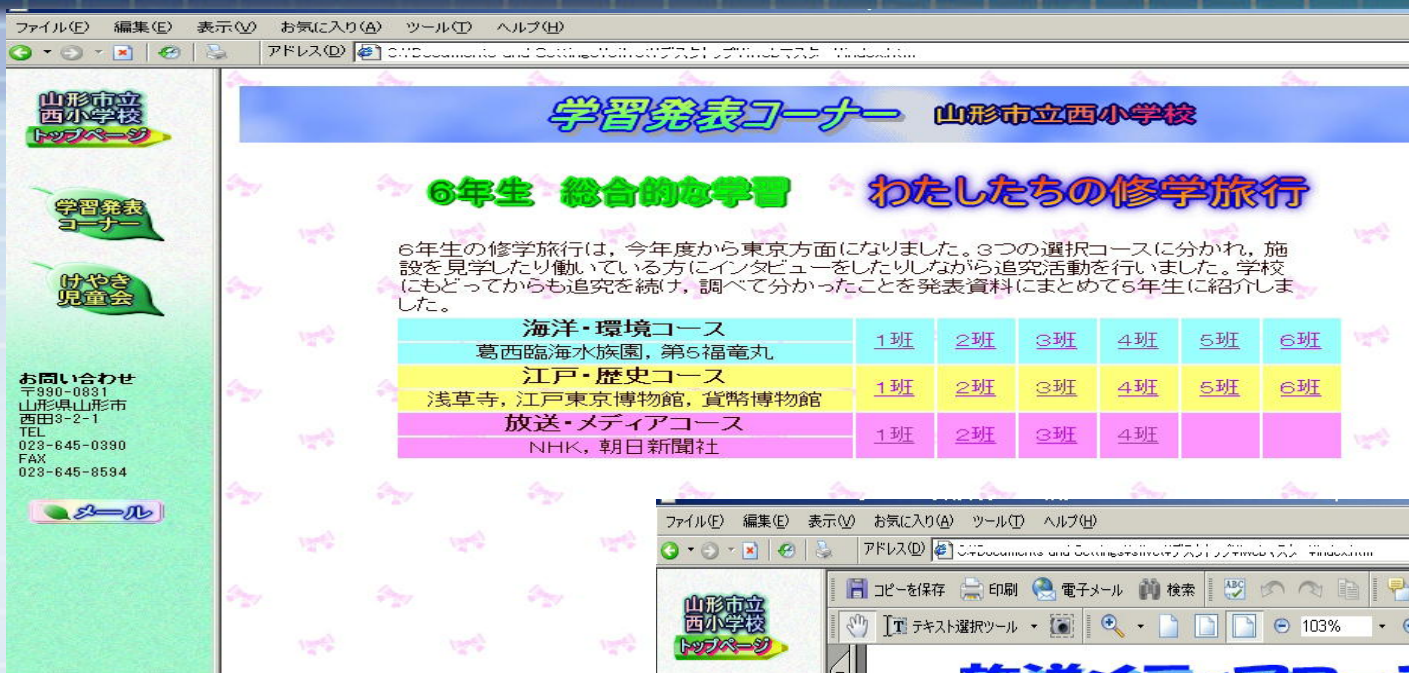 ファイル(F) 編集(E) 表示(V) お気に入り(A) ツール(T) ヘルプ(H)
アドレス(D)
山形市立
西小学校
トップページ
学習発表
コーナー
けやき
児童会
お問い合わせ
〒990-0831
山形県山形市
西田3-2-1
TEL
023-645-0390
FAX
023-645-8594
メール
学習発表コーナー 山形市立西小学校
6年生 総合的な学習 わたしたちの修学旅行
6年生の修学旅行は，今年度から東京方面になりました。3つの選択コースに分かれ，施
設を見学したり働いている方にインタビューをしたりしながら追究活動を行いました。学校
にもどってからも追究を続け，調べて分かったことを発表資料にまとめて5年生に紹介しま
した。
海洋・環境コース
葛西臨海水族園，第5福竜丸
1班 2班 3班 4班 5班 6班
江戸・歴史コース
浅草寺，江戸東京博物館，貨幣博物館
1班 2班 3班 4班 5班 6班
放送・メディアコース
NHK，朝日新聞社
1班 2班 3班 4班
ファイル(F) 編集(E) 表示(V) お気に入り(A) ツール(T) ヘルプ(H)
アドレス(D)
コピーを保存 印刷 電子メール 検索
テキスト選択ツール 103%
山形市立
西小学校
トップページ